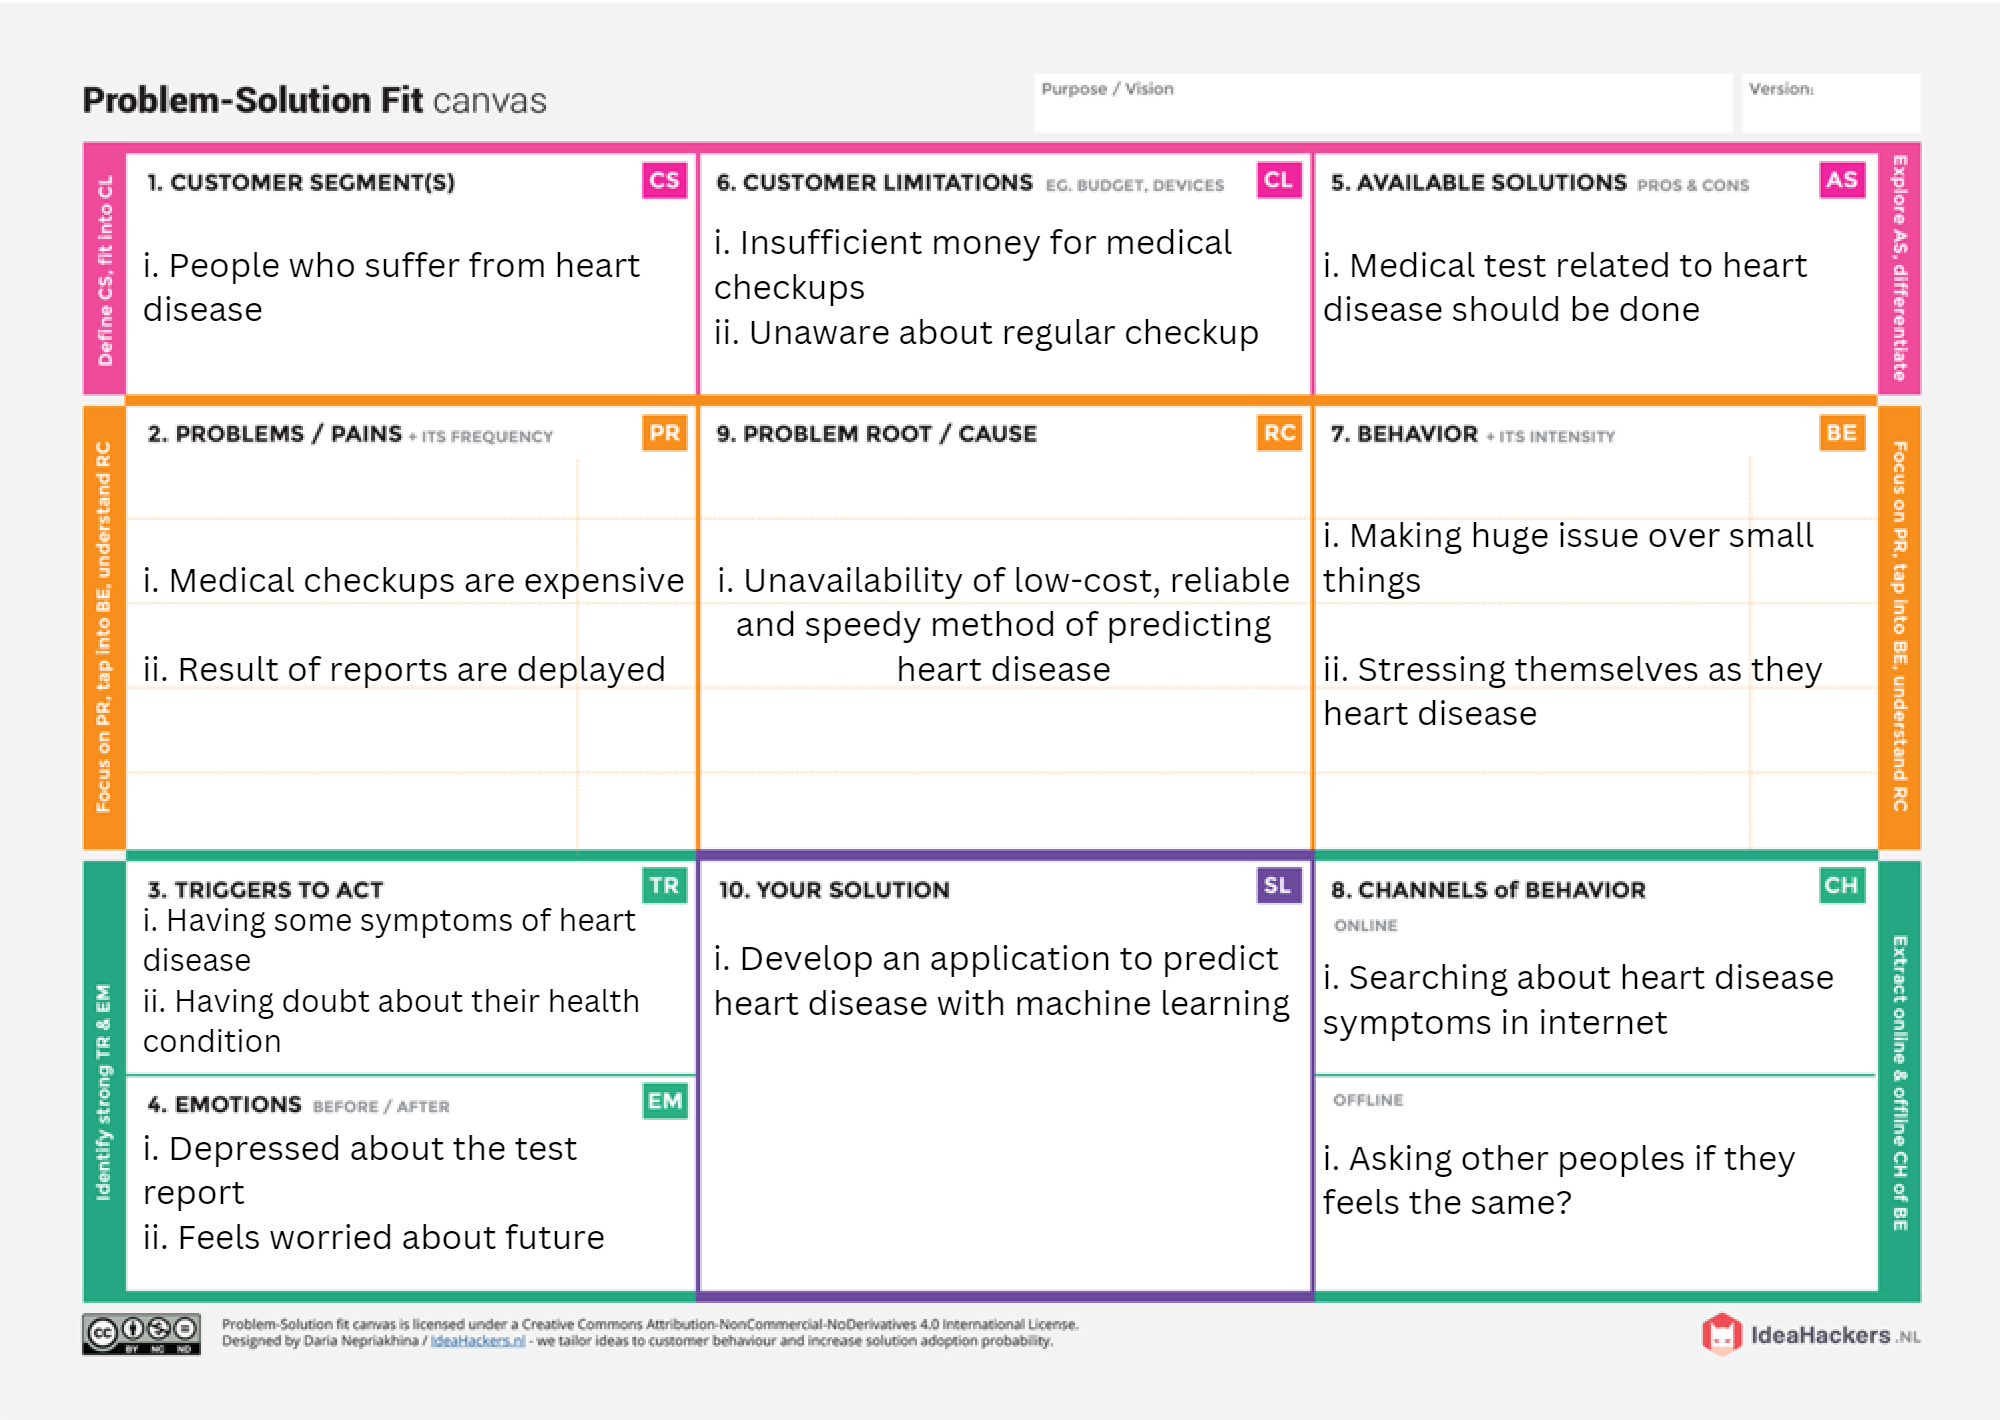 Problem-Solution Fit canvas
Purpose / Vision
Version:
Define CS, fit into CL
1. CUSTOMER SEGMENT(S)
CS
i. People who suffer from heart
disease
6. CUSTOMER LIMITATIONS EG. BUDGET, DEVICES
CL
i. Insufficient money for medical
checkups
ii. Unaware about regular checkup
5. AVAILABLE SOLUTIONS PROS & CONS
AS
i. Medical test related to heart
disease should be done
Explore AS, differentiate
Focus on PR, tap into BE, understand RC
2. PROBLEMS / PAINS + ITS FREQUENCY
PR
i. Medical checkups are expensive
ii. Result of reports are deplayed
9. PROBLEM ROOT / CAUSE
RC
i. Unavailability of low-cost, reliable
and speedy method of predicting
heart disease
7. BEHAVIOR + ITS INTENSITY
BE
i. Making huge issue over small
things
ii. Stressing themselves as they
heart disease
Focus on PR, tap into BE, understand RC
Identify strong TR & EM
3. TRIGGERS TO ACT
TR
i. Having some symptoms of heart
disease
ii. Having doubt about their health
condition
4. EMOTIONS BEFORE / AFTER
EM
i. Depressed about the test
report
ii. Feels worried about future
10. YOUR SOLUTION
SL
i. Develop an application to predict
heart disease with machine learning
8. CHANNELS of BEHAVIOR
CH
ONLINE
i. Searching about heart disease
symptoms in internet
OFFLINE
i. Asking other peoples if they
feels the same?
Extract online & offline CH of BE
cc
BY NC ND
Problem-Solution fit canvas is licensed under a Creative Commons Attribution-NonCommercial-NoDerivatives 4.0 International License.
Designed by Daria Nepriakhina / IdeaHackers.nl - we tailor ideas to customer behaviour and increase solution adoption probability.
IdeaHackers.NL